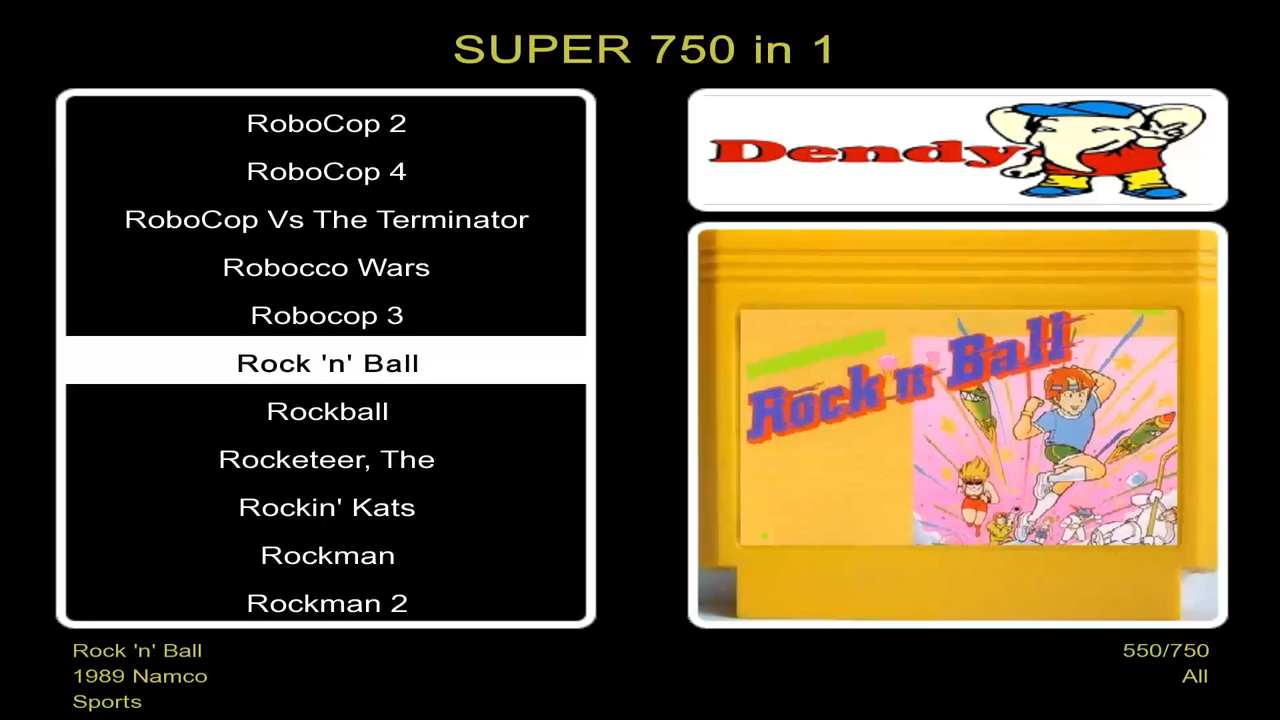 SUPER 750 in 1
RoboCop 2
RoboCop 4
RoboCop Vs The Terminator
Robocco Wars
Robocop 3
Rock 'n' Ball
Rockball
Rocketeer, The
Rockin' Kats
Rockman
Rockman 2
Dendy
Rock'n Ball
Rock 'n' Ball
1989 Namco
Sports
550/750
All